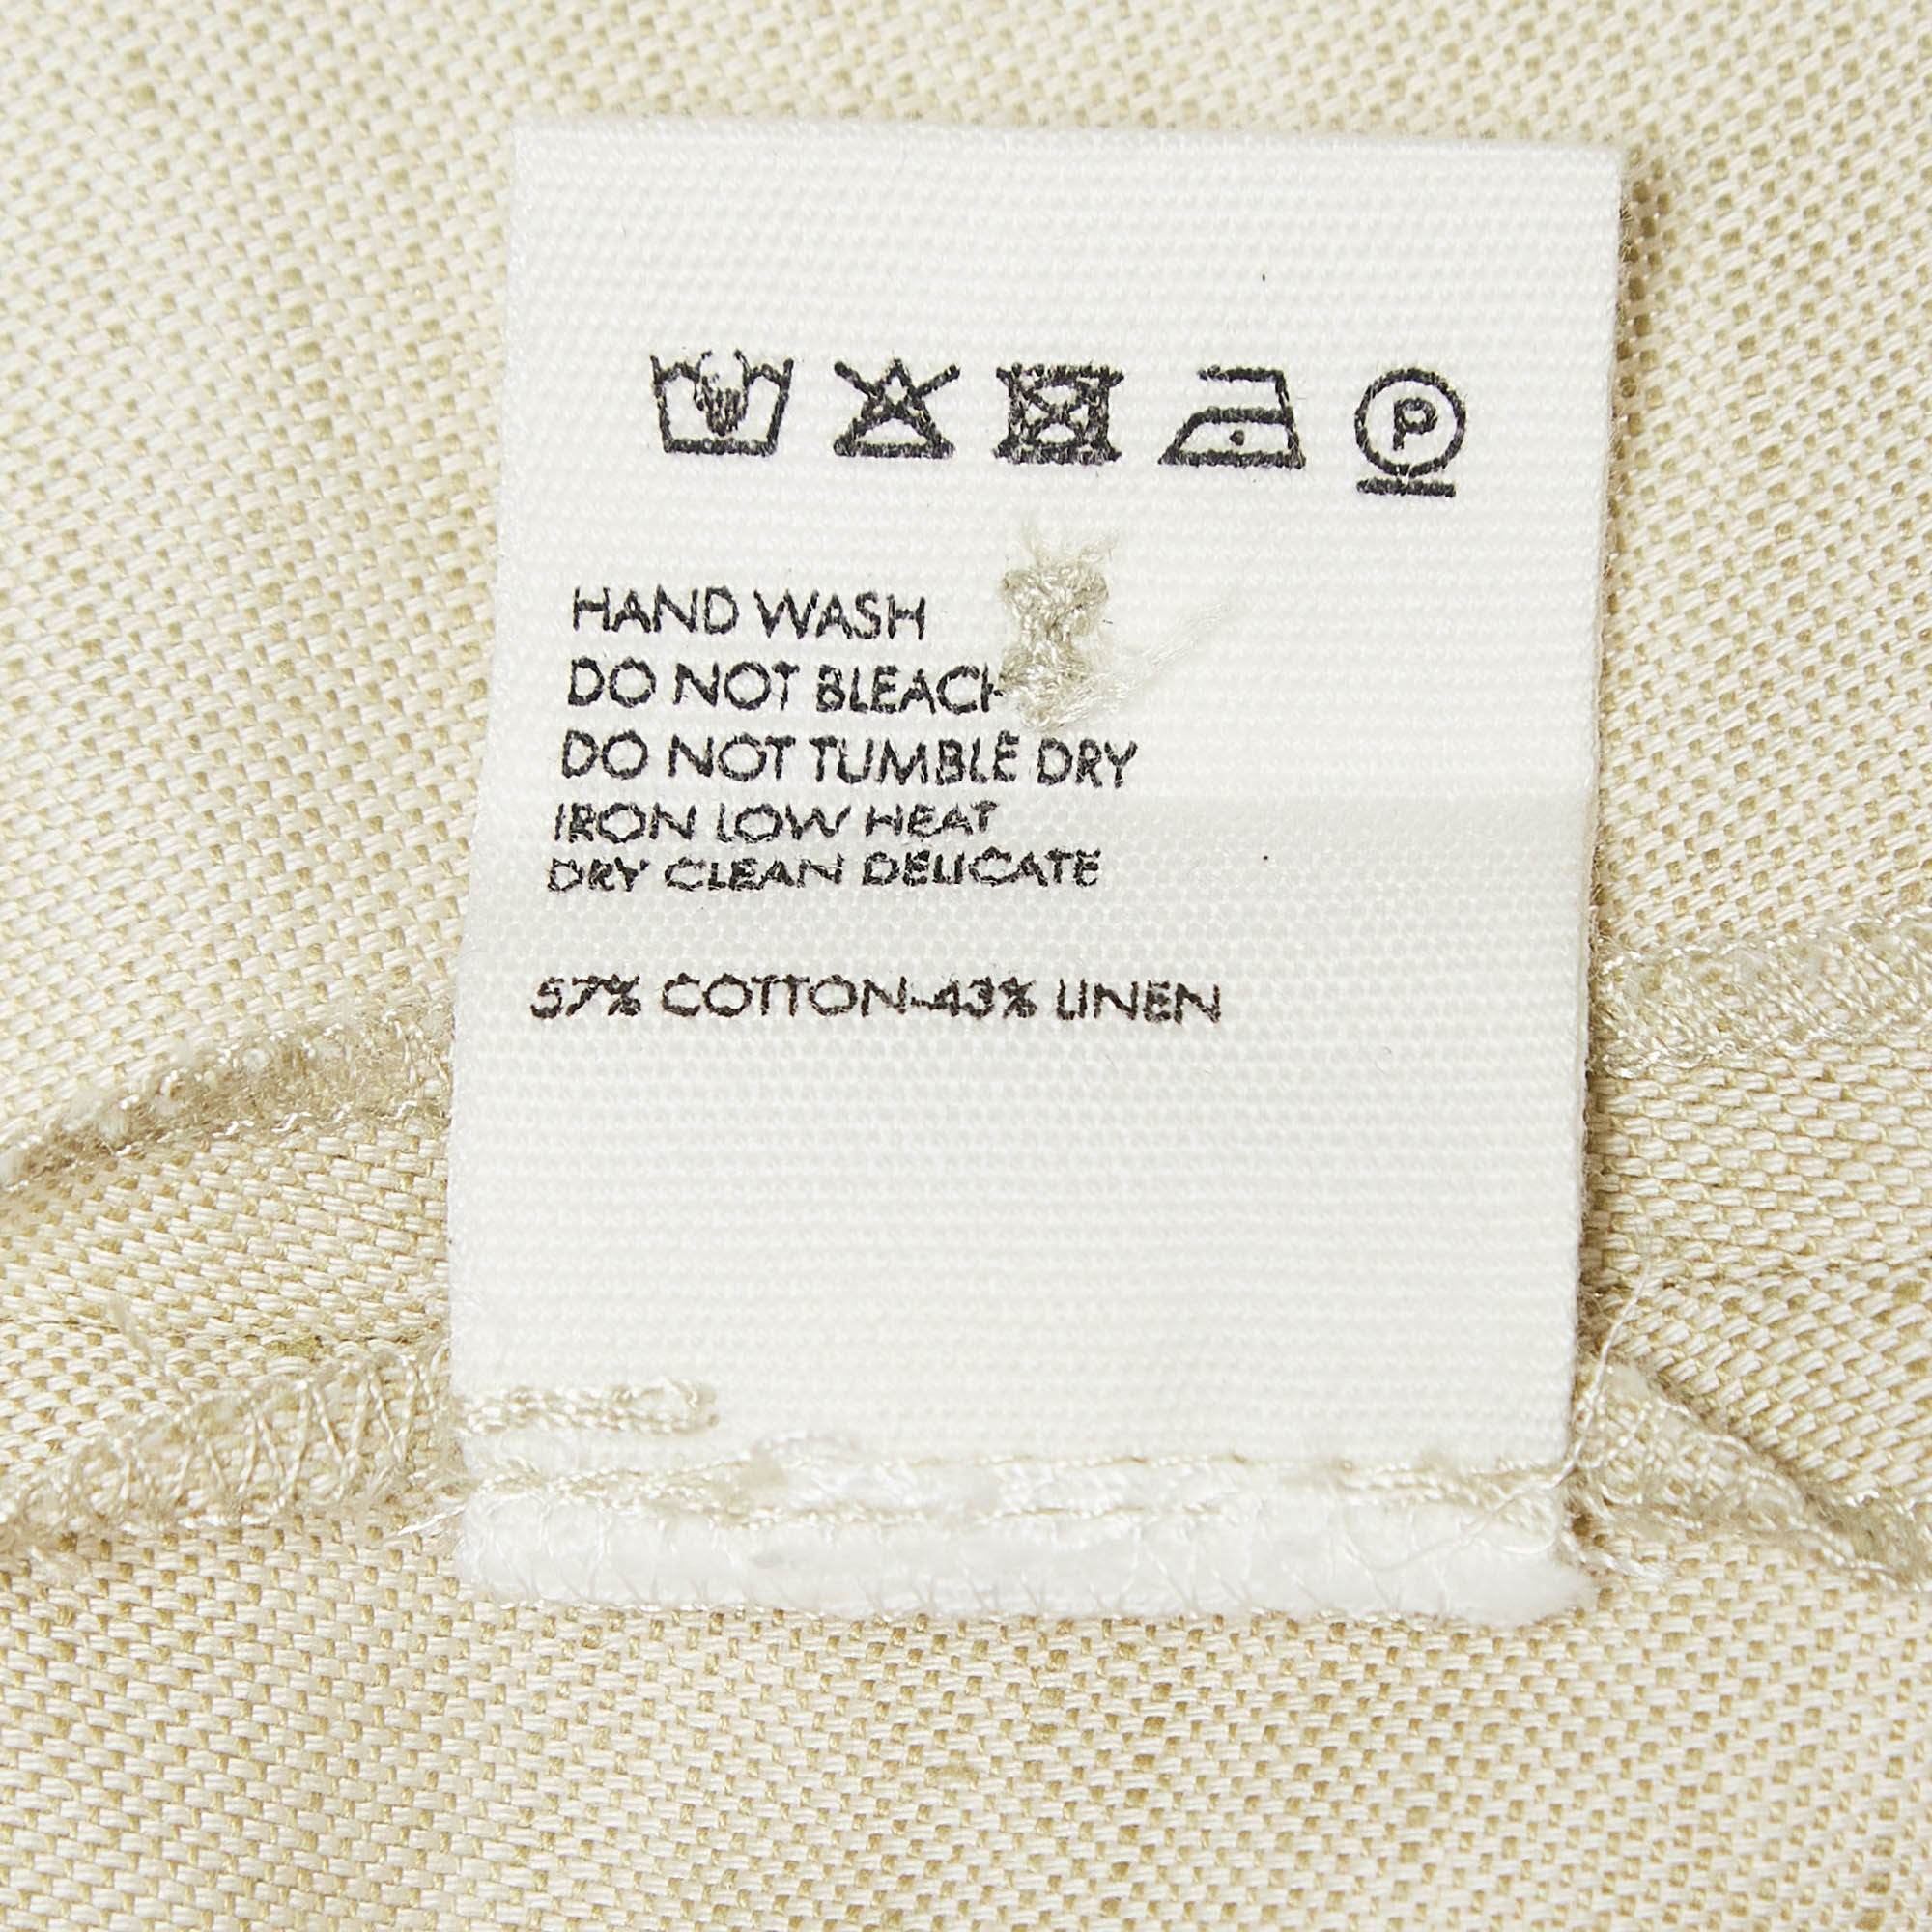 P
HAND WASH
DO NOT BLEACH
DO NOT TUMBLE DRY
IRON LOW HEAT
DRY CLEAN DELICATE
57% COTTON-43% LINEN